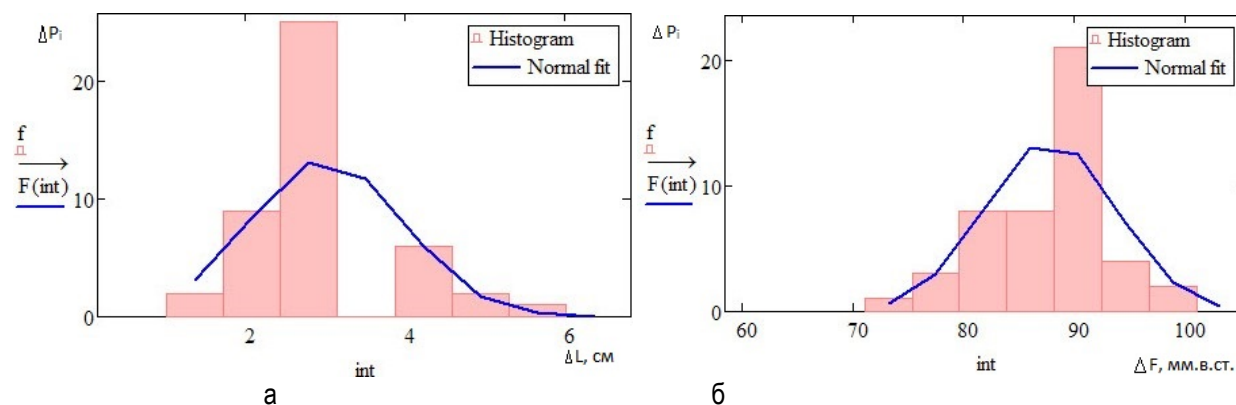 ΔPi
Histogram
Normal fit
20
f
F(int)
10
0
2
4
6
ΔL, см
int
а
ΔPi
Histogram
Normal fit
20
f
F(int)
10
0
60
70
80
90
100
int
ΔF, мм.в.ст.
б